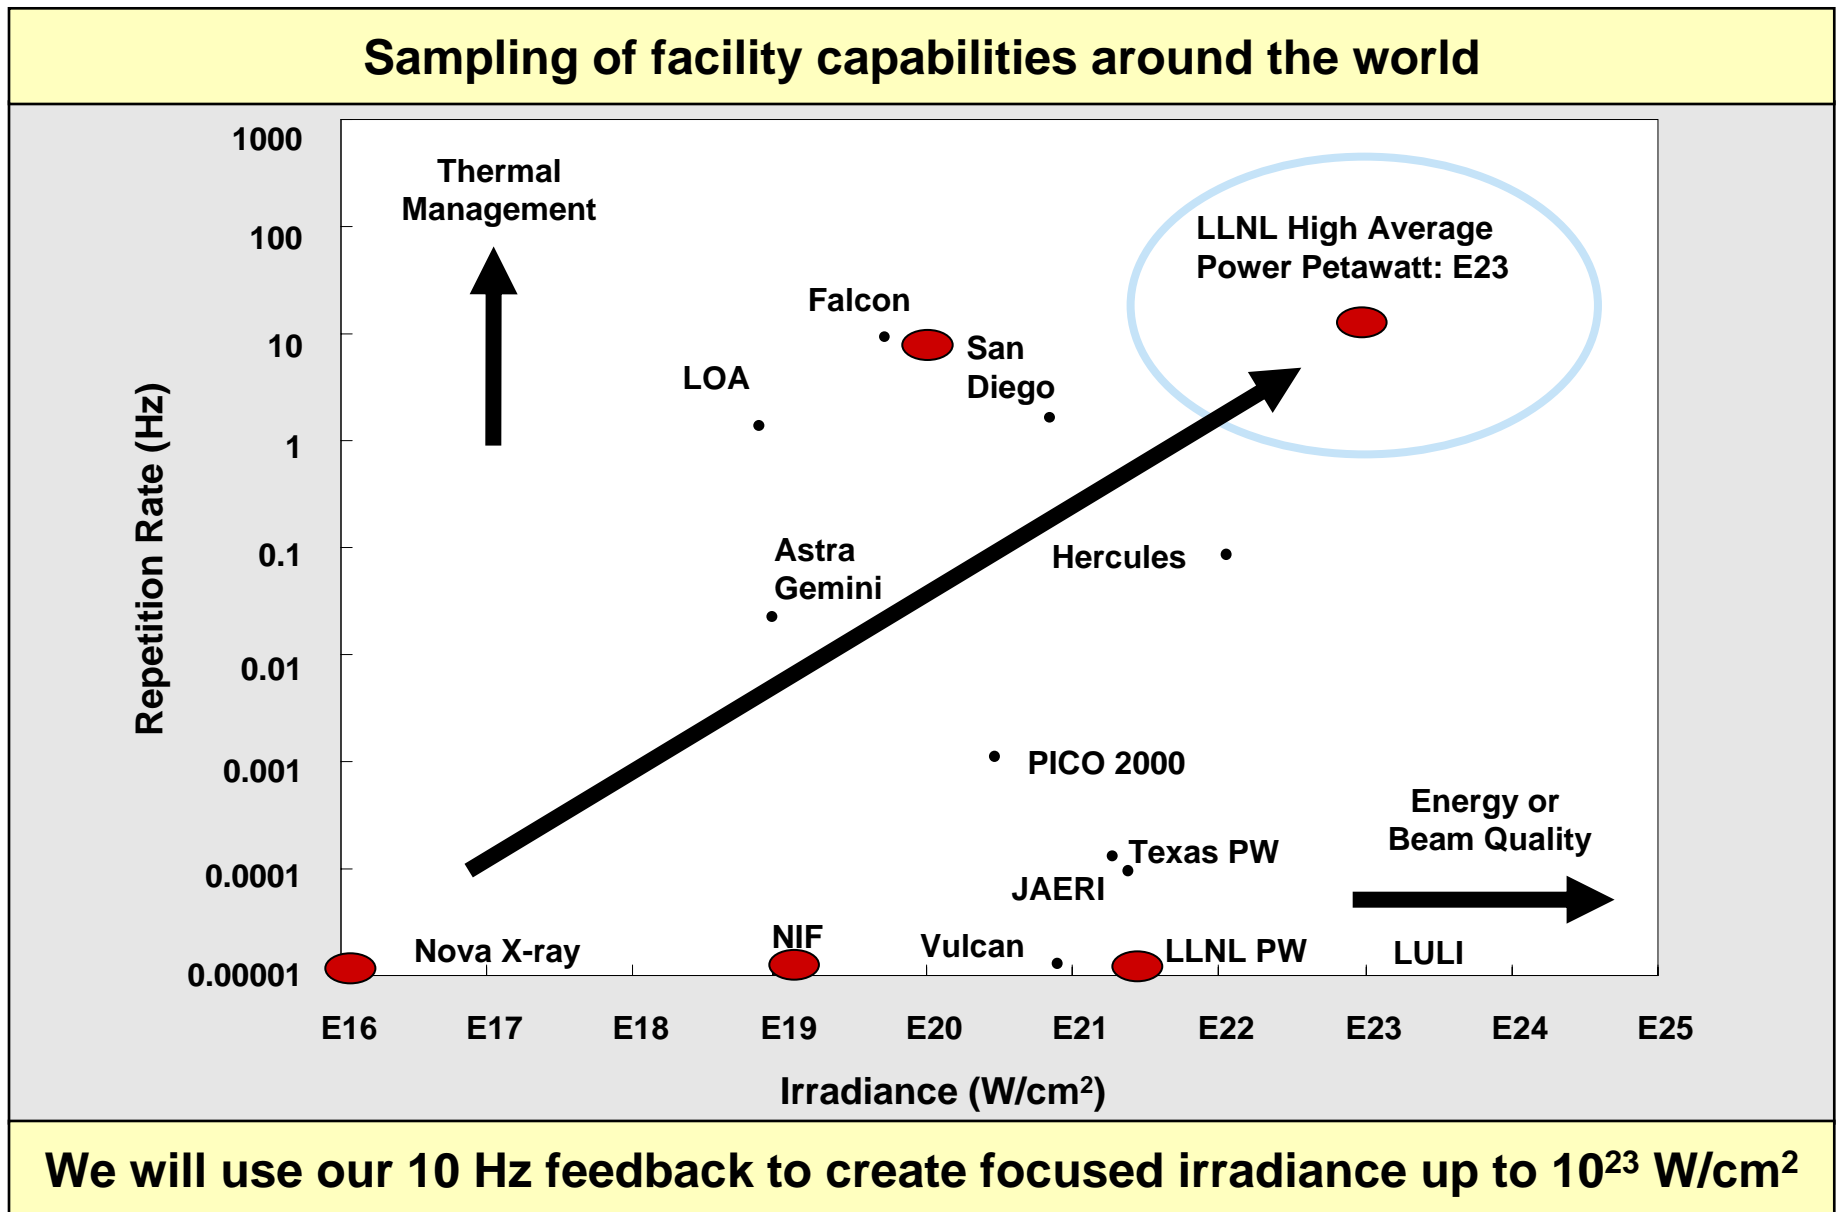 Sampling of facility capabilities around the world
1000
100
10
1
0.1
0.01
0.001
0.0001
0.00001
Repetition Rate (Hz)
Thermal
Management
LLNL High Average
Power Petawatt: E23
Falcon
San
Diego
LOA
Astra
Gemini
Hercules
PICO 2000
Energy or
Beam Quality
Texas PW
JAERI
Nova X-ray
NIF
Vulcan
LLNL PW
LULI
E16 E17 E18 E19 E20 E21 E22 E23 E24 E25
Irradiance (W/cm²)
We will use our 10 Hz feedback to create focused irradiance up to 10²³ W/cm²